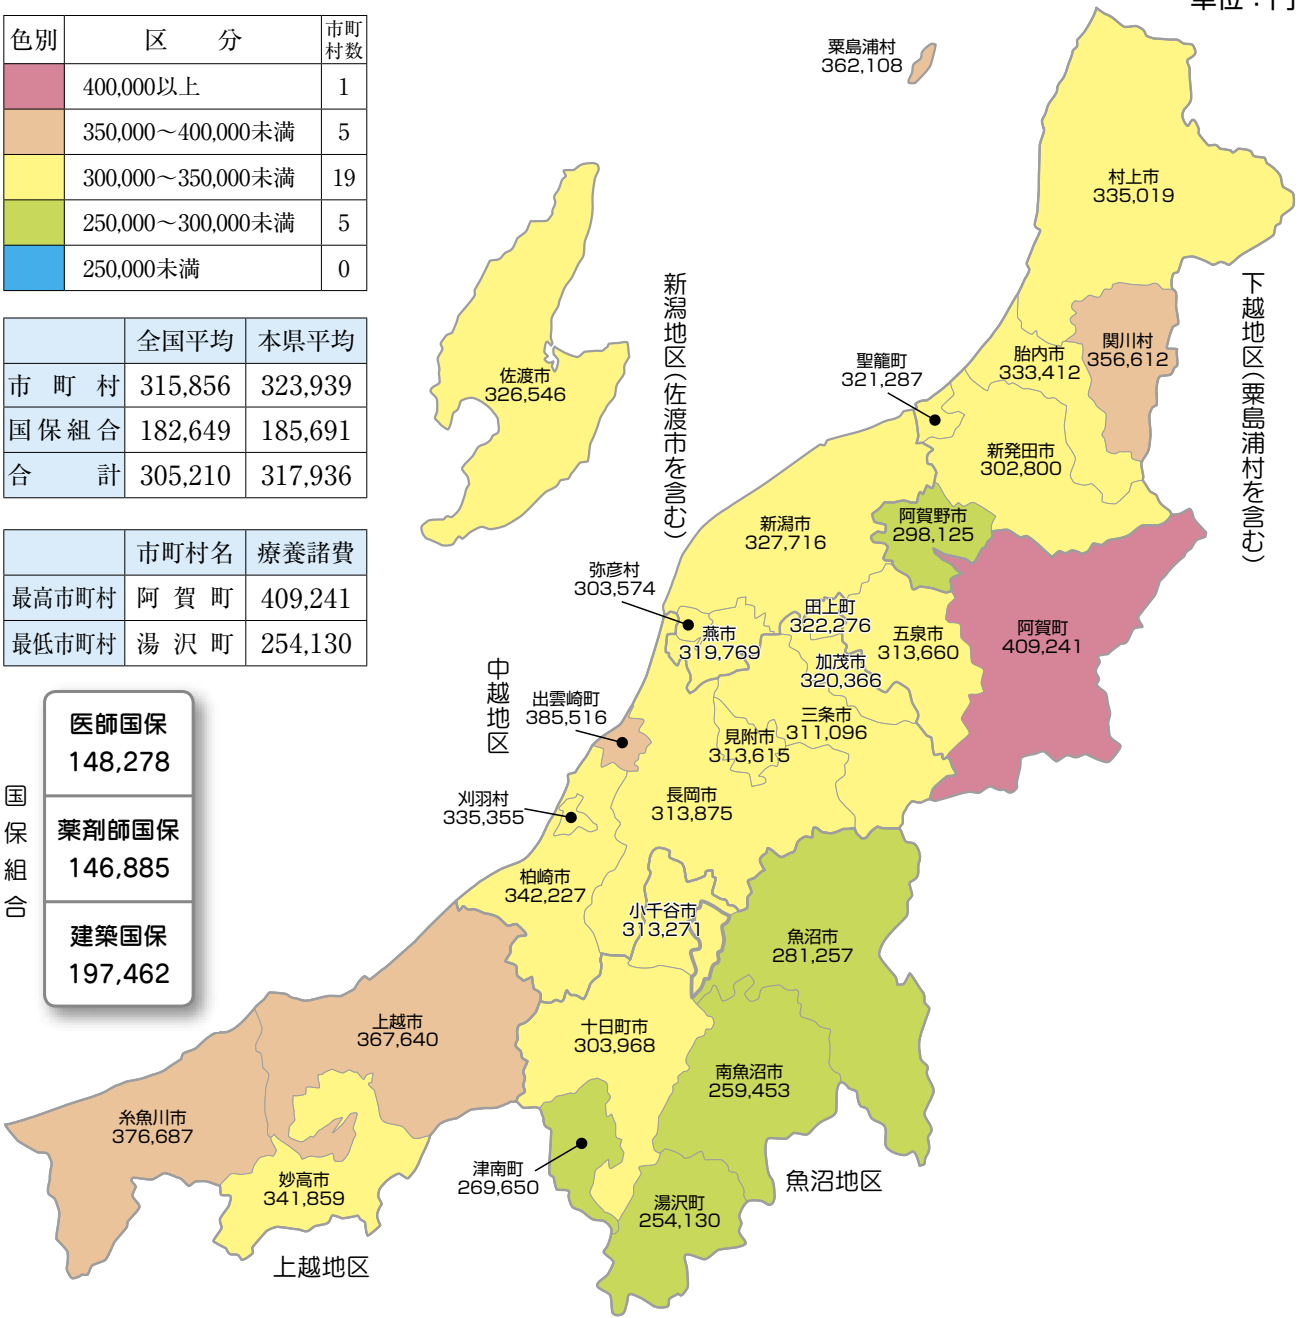 単位：円
色別 区　分 市町村数
400,000以上 1
350,000～400,000未満 5
300,000～350,000未満 19
250,000～300,000未満 5
250,000未満 0
全国平均 本県平均
市町村 315,856 323,939
国保組合 182,649 185,691
合計 305,210 317,936
市町村名 療養諸費
最高市町村 阿賀町 409,241
最低市町村 湯沢町 254,130
国保組合
医師国保
148,278
薬剤師国保
146,885
建築国保
197,462
粟島浦村
362,108
村上市
335,019
下越地区（粟島浦村を含む）
関川村
356,612
胎内市
333,412
聖籠町
321,287
新発田市
302,800
新潟地区（佐渡市を含む）
佐渡市
326,546
新潟市
327,716
阿賀野市
298,125
弥彦村
303,574
燕市
319,769
田上町
322,276
五泉市
313,660
阿賀町
409,241
加茂市
320,366
中越地区
出雲崎町
385,516
三条市
311,096
見附市
313,615
刈羽村
335,355
長岡市
313,875
柏崎市
342,227
小千谷市
313,271
魚沼市
281,257
上越市
367,640
十日町市
303,968
南魚沼市
259,453
糸魚川市
376,687
妙高市
341,859
津南町
269,650
湯沢町
254,130
魚沼地区
上越地区